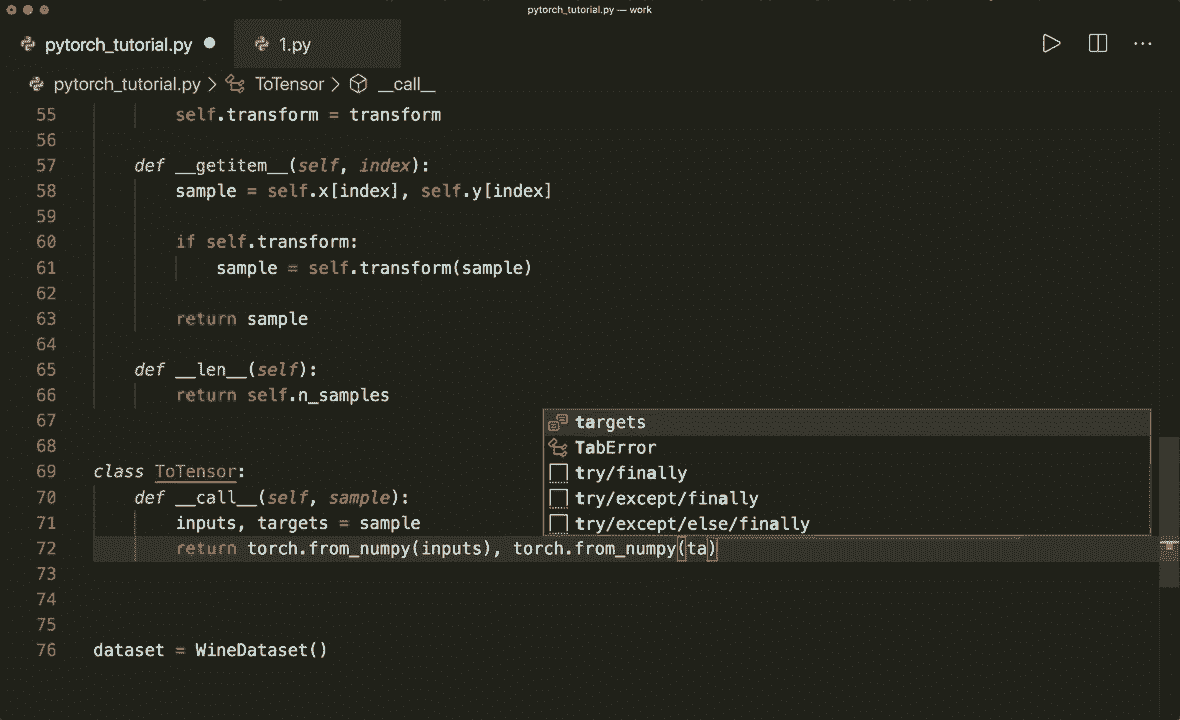 pytorch_tutorial.py — work
pytorch_tutorial.py 1.py
pytorch_tutorial.py > ToTensor > __call__
55 self.transform = transform
56
57 def __getitem__(self, index):
58 sample = self.x[index], self.y[index]
59
60 if self.transform:
61 sample = self.transform(sample)
62
63 return sample
64
65 def __len__(self):
66 return self.n_samples
67
68
69 class ToTensor:
70 def __call__(self, sample):
71 inputs, targets = sample
72 return torch.from_numpy(inputs), torch.from_numpy(ta)
targets
TabError
try/finally
try/except/finally
try/except/else/finally
73
74
75
76 dataset = WineDataset()